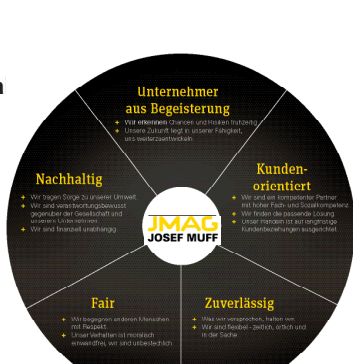 Unternehmer
aus Begeisterung
+ Wir erkennen Chancen und Risiken frühzeitig.
+ Unsere Zukunft liegt in unserer Fähigkeit,
uns weiterzuentwickeln.
Kunden-
orientiert
+ Wir sind ein kompetenter Partner
mit hoher Fach- und Sozialkompetenz.
+ Wir finden die passende Lösung.
+ Unser Handeln ist auf langfristige
Kundenbeziehungen ausgerichtet.
Nachhaltig
+ Wir tragen Sorge zu unserer Umwelt.
+ Wir sind verantwortungsbewusst
gegenüber der Gesellschaft und
unserem Unternehmen.
+ Wir sind finanziell unabhängig.
JMAG
JOSEF MUFF
Fair
+ Wir begegnen anderen Menschen
mit Respekt.
+ Unser Verhalten ist moralisch
einwandfrei, wir sind unbestechlich.
Zuverlässig
+ Was wir versprechen, halten wir.
+ Wir sind flexibel - zeitlich, örtlich und
in der Sache.